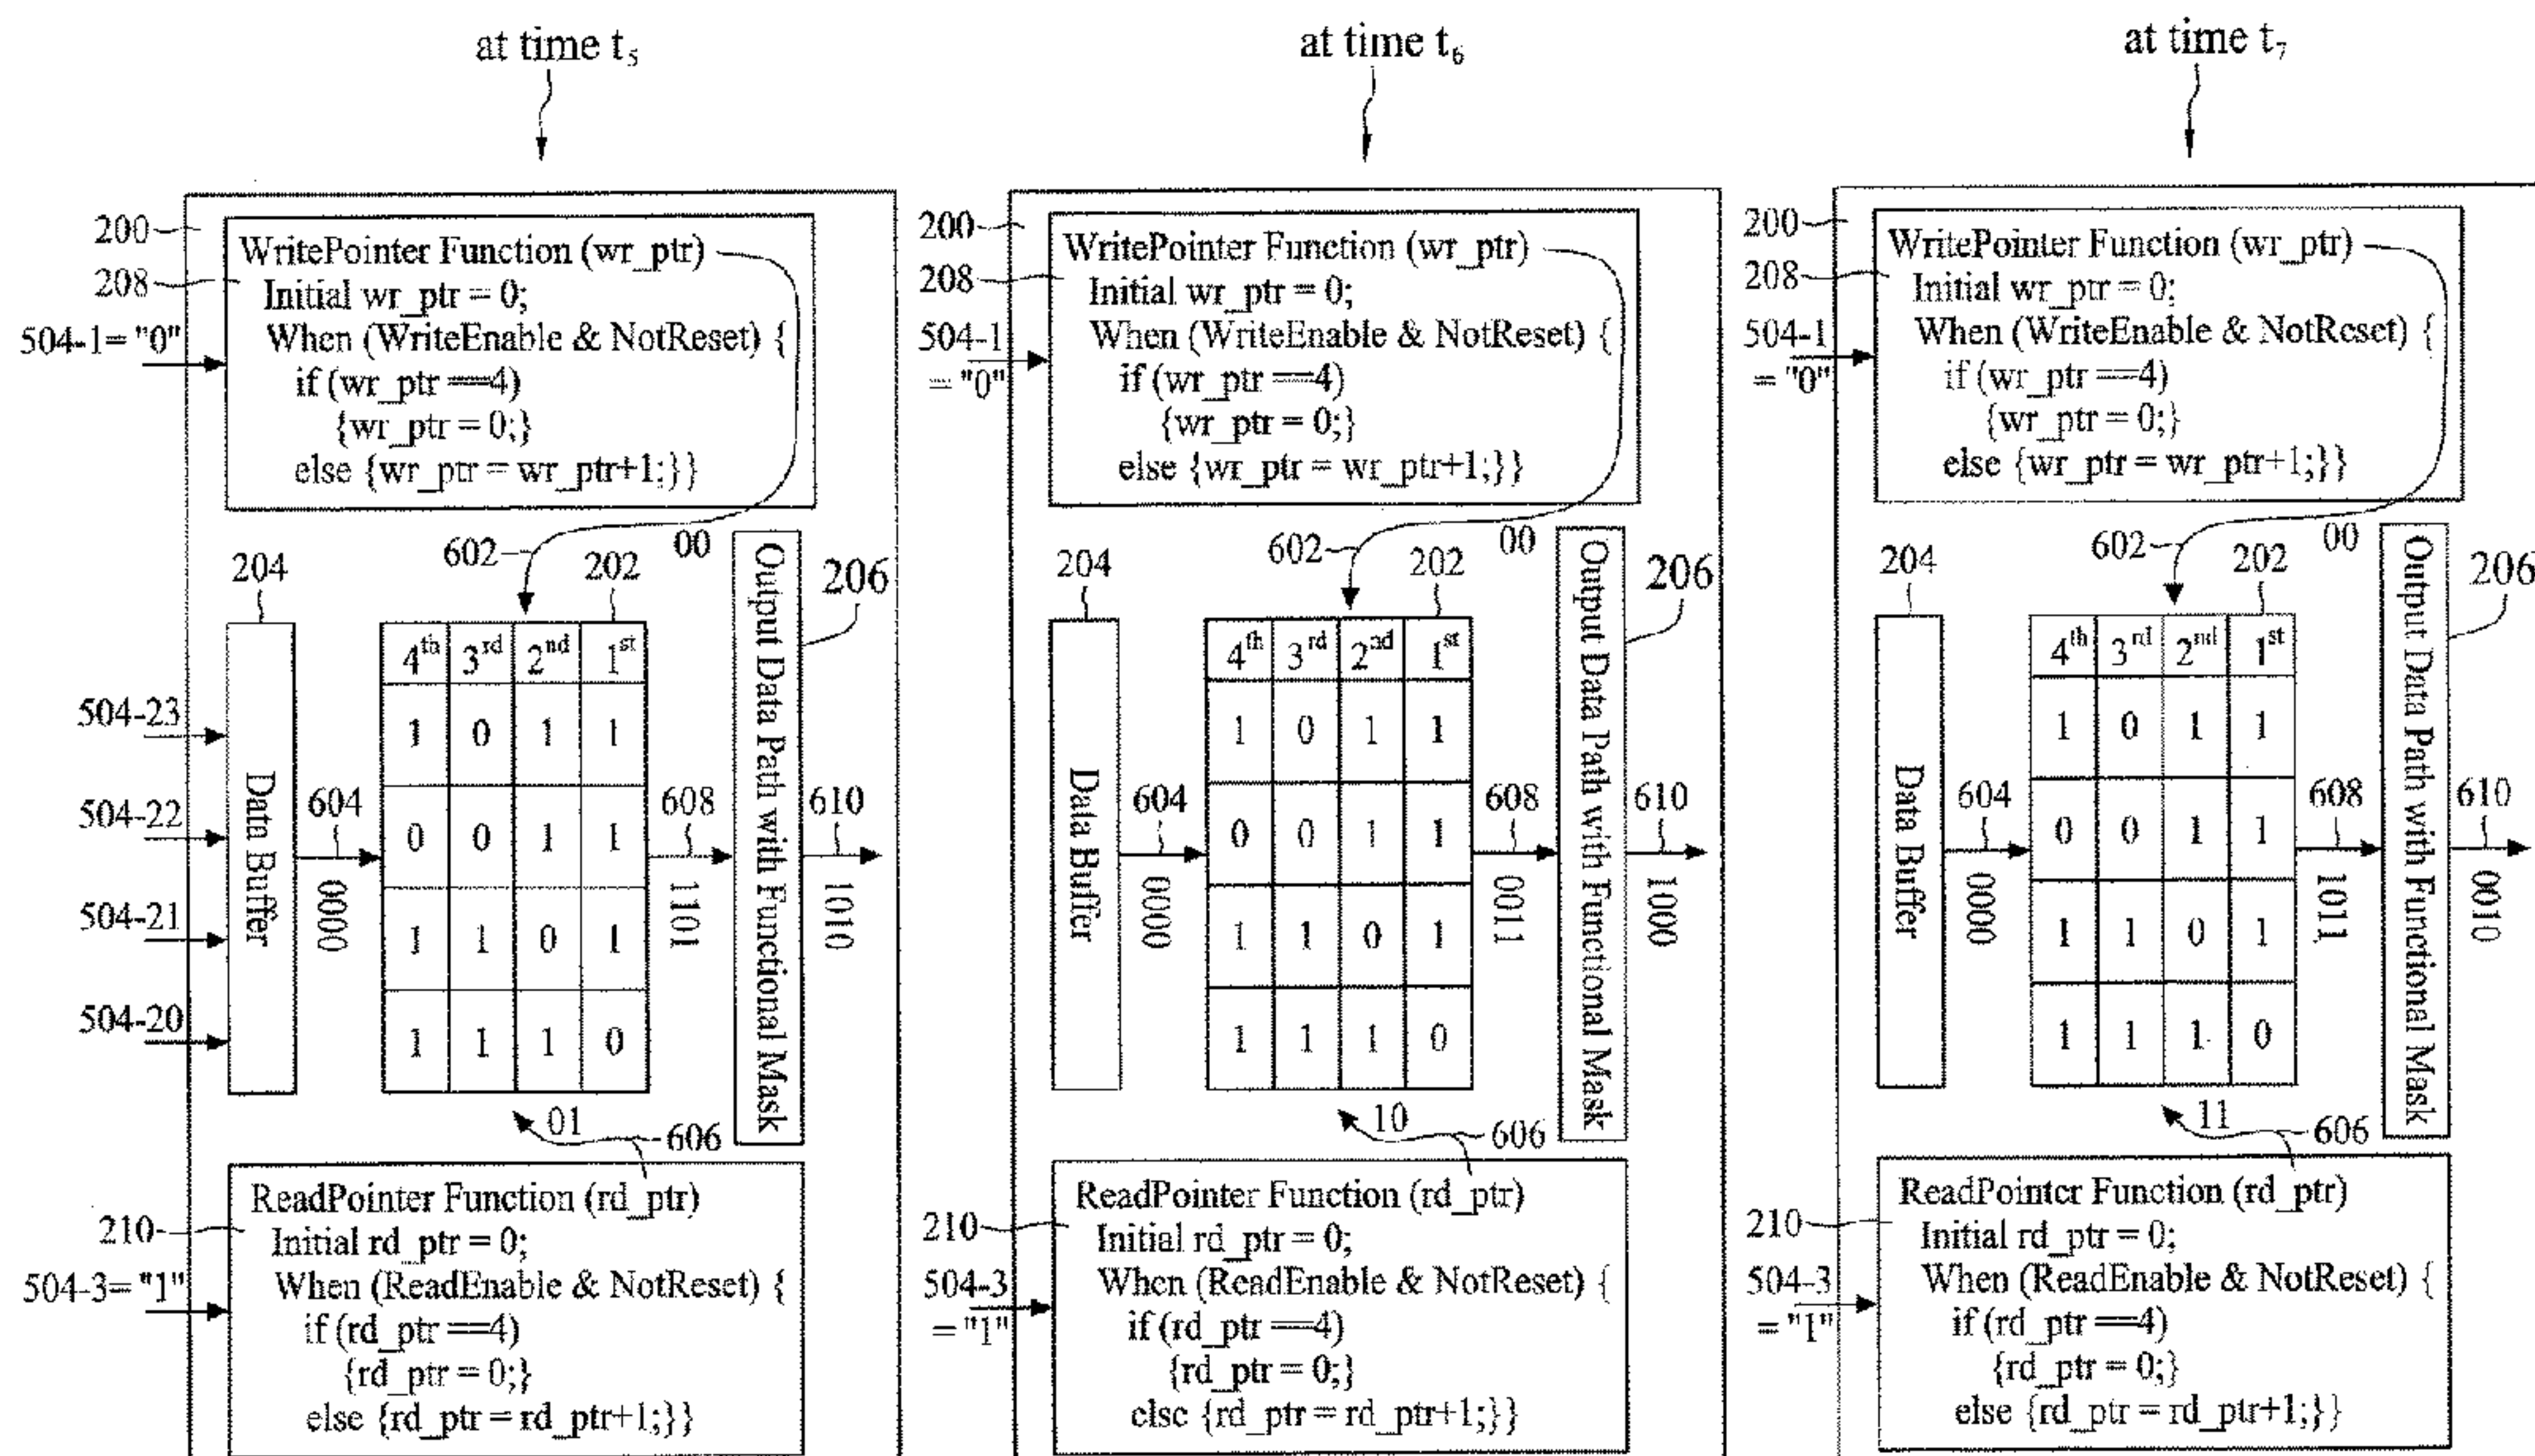 at time t5
200
WritePointer Function (wr_ptr)
208
Initial wr_ptr = 0;
504-1= "0"
When (WriteEnable & NotReset) {
if (wr_ptr ==4)
{wr_ptr = 0;}
else {wr_ptr = wr_ptr+1;}}
602
00
204
202
206
Data Buffer
504-23
504-22
504-21
504-20
604
0000
4th 3rd 2nd 1st
1 0 1 1
0 0 1 1
1 1 0 1
1 1 1 0
608
1101
Output Data Path with Functional Mask
610
1010
01
606
ReadPointer Function (rd_ptr)
210
Initial rd_ptr = 0;
504-3= "1"
When (ReadEnable & NotReset) {
if (rd_ptr ==4)
{rd_ptr = 0;}
else {rd_ptr = rd_ptr+1;}}
at time t6
200
WritePointer Function (wr_ptr)
208
Initial wr_ptr = 0;
504-1
= "0"
When (WriteEnable & NotReset) {
if (wr_ptr ==4)
{wr_ptr = 0;}
else {wr_ptr = wr_ptr+1;}}
602
00
204
202
206
Data Buffer
604
0000
4th 3rd 2nd 1st
1 0 1 1
0 0 1 1
1 1 0 1
1 1 1 0
608
0011
Output Data Path with Functional Mask
610
1000
10
606
ReadPointer Function (rd_ptr)
210
Initial rd_ptr = 0;
504-3
= "1"
When (ReadEnable & NotReset) {
if (rd_ptr ==4)
{rd_ptr = 0;}
else {rd_ptr = rd_ptr+1;}}
at time t7
200
WritePointer Function (wr_ptr)
208
Initial wr_ptr = 0;
504-1
= "0"
When (WriteEnable & NotReset) {
if (wr_ptr ==4)
{wr_ptr = 0;}
else {wr_ptr = wr_ptr+1;}}
602
00
204
202
206
Data Buffer
604
0000
4th 3rd 2nd 1st
1 0 1 1
0 0 1 1
1 1 0 1
1 1 1 0
608
1011
Output Data Path with Functional Mask
610
0010
11
606
ReadPointer Function (rd_ptr)
210
Initial rd_ptr = 0;
504-3
= "1"
When (ReadEnable & NotReset) {
if (rd_ptr ==4)
{rd_ptr = 0;}
else {rd_ptr = rd_ptr+1;}}